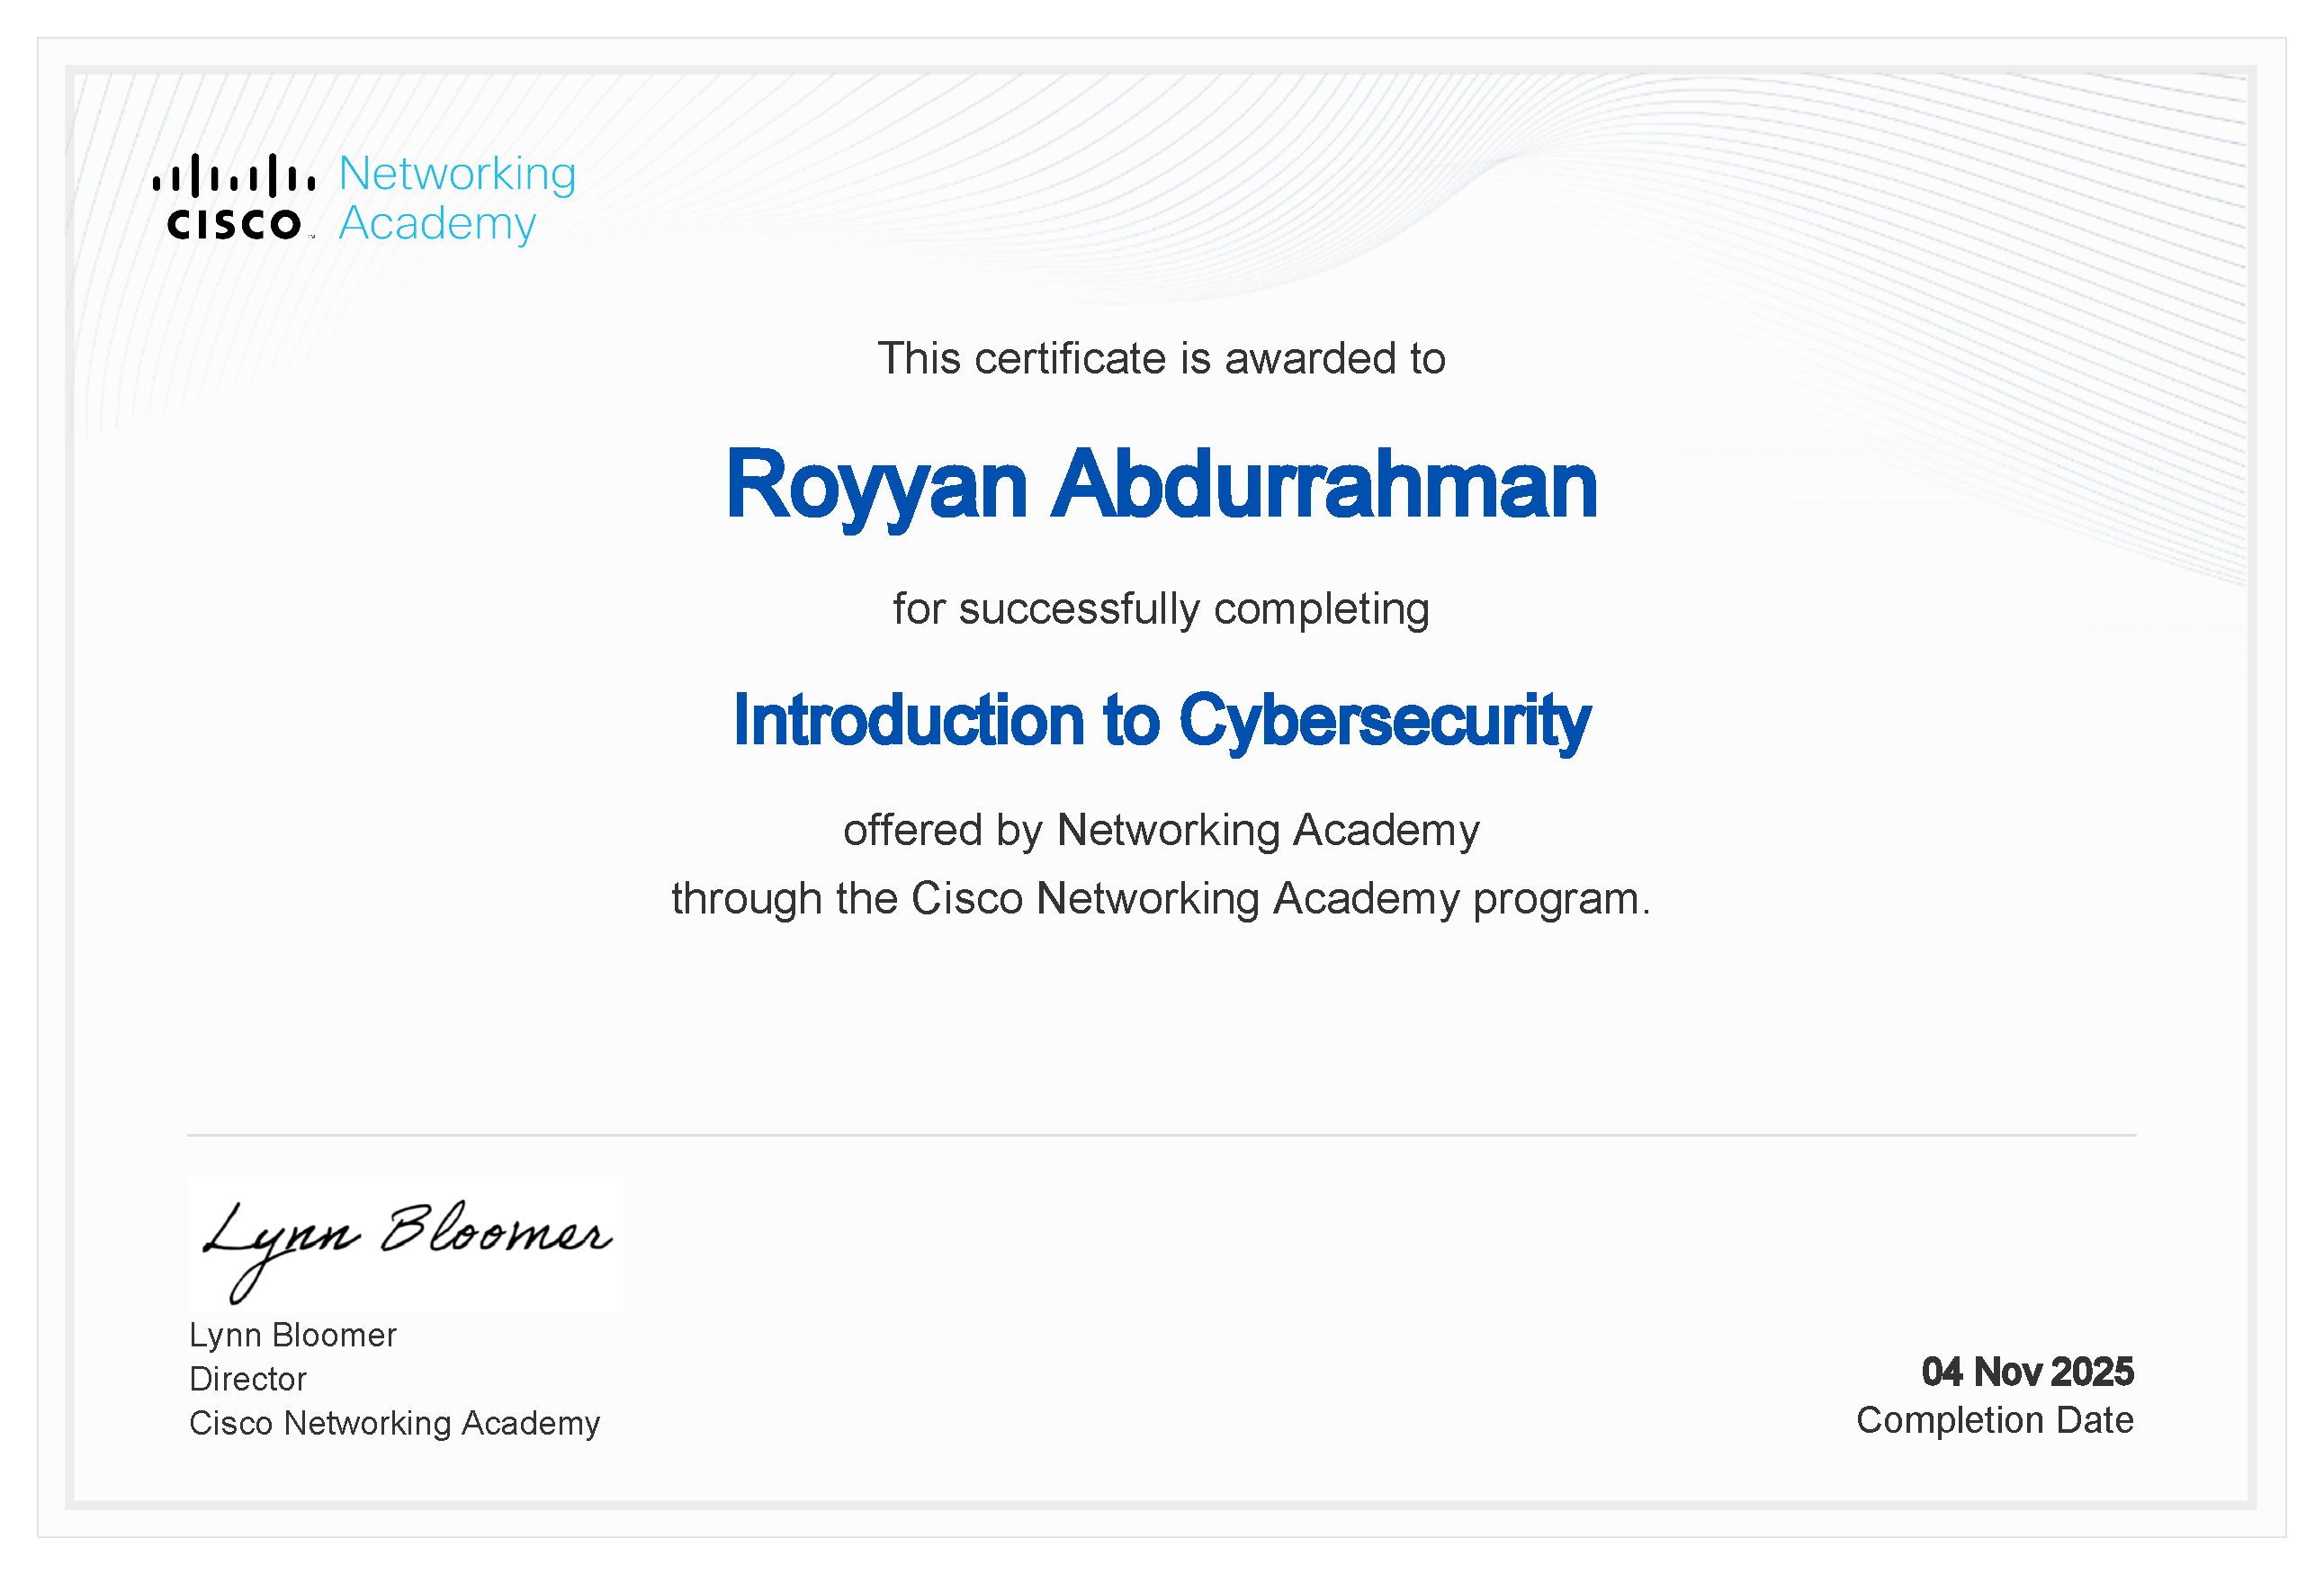 Networking
Academy
CISCO
This certificate is awarded to
Royyan Abdurrahman
for successfully completing
Introduction to Cybersecurity
offered by Networking Academy
through the Cisco Networking Academy program.
Lynn Bloomer
Lynn Bloomer
Director
Cisco Networking Academy
04 Nov 2025
Completion Date